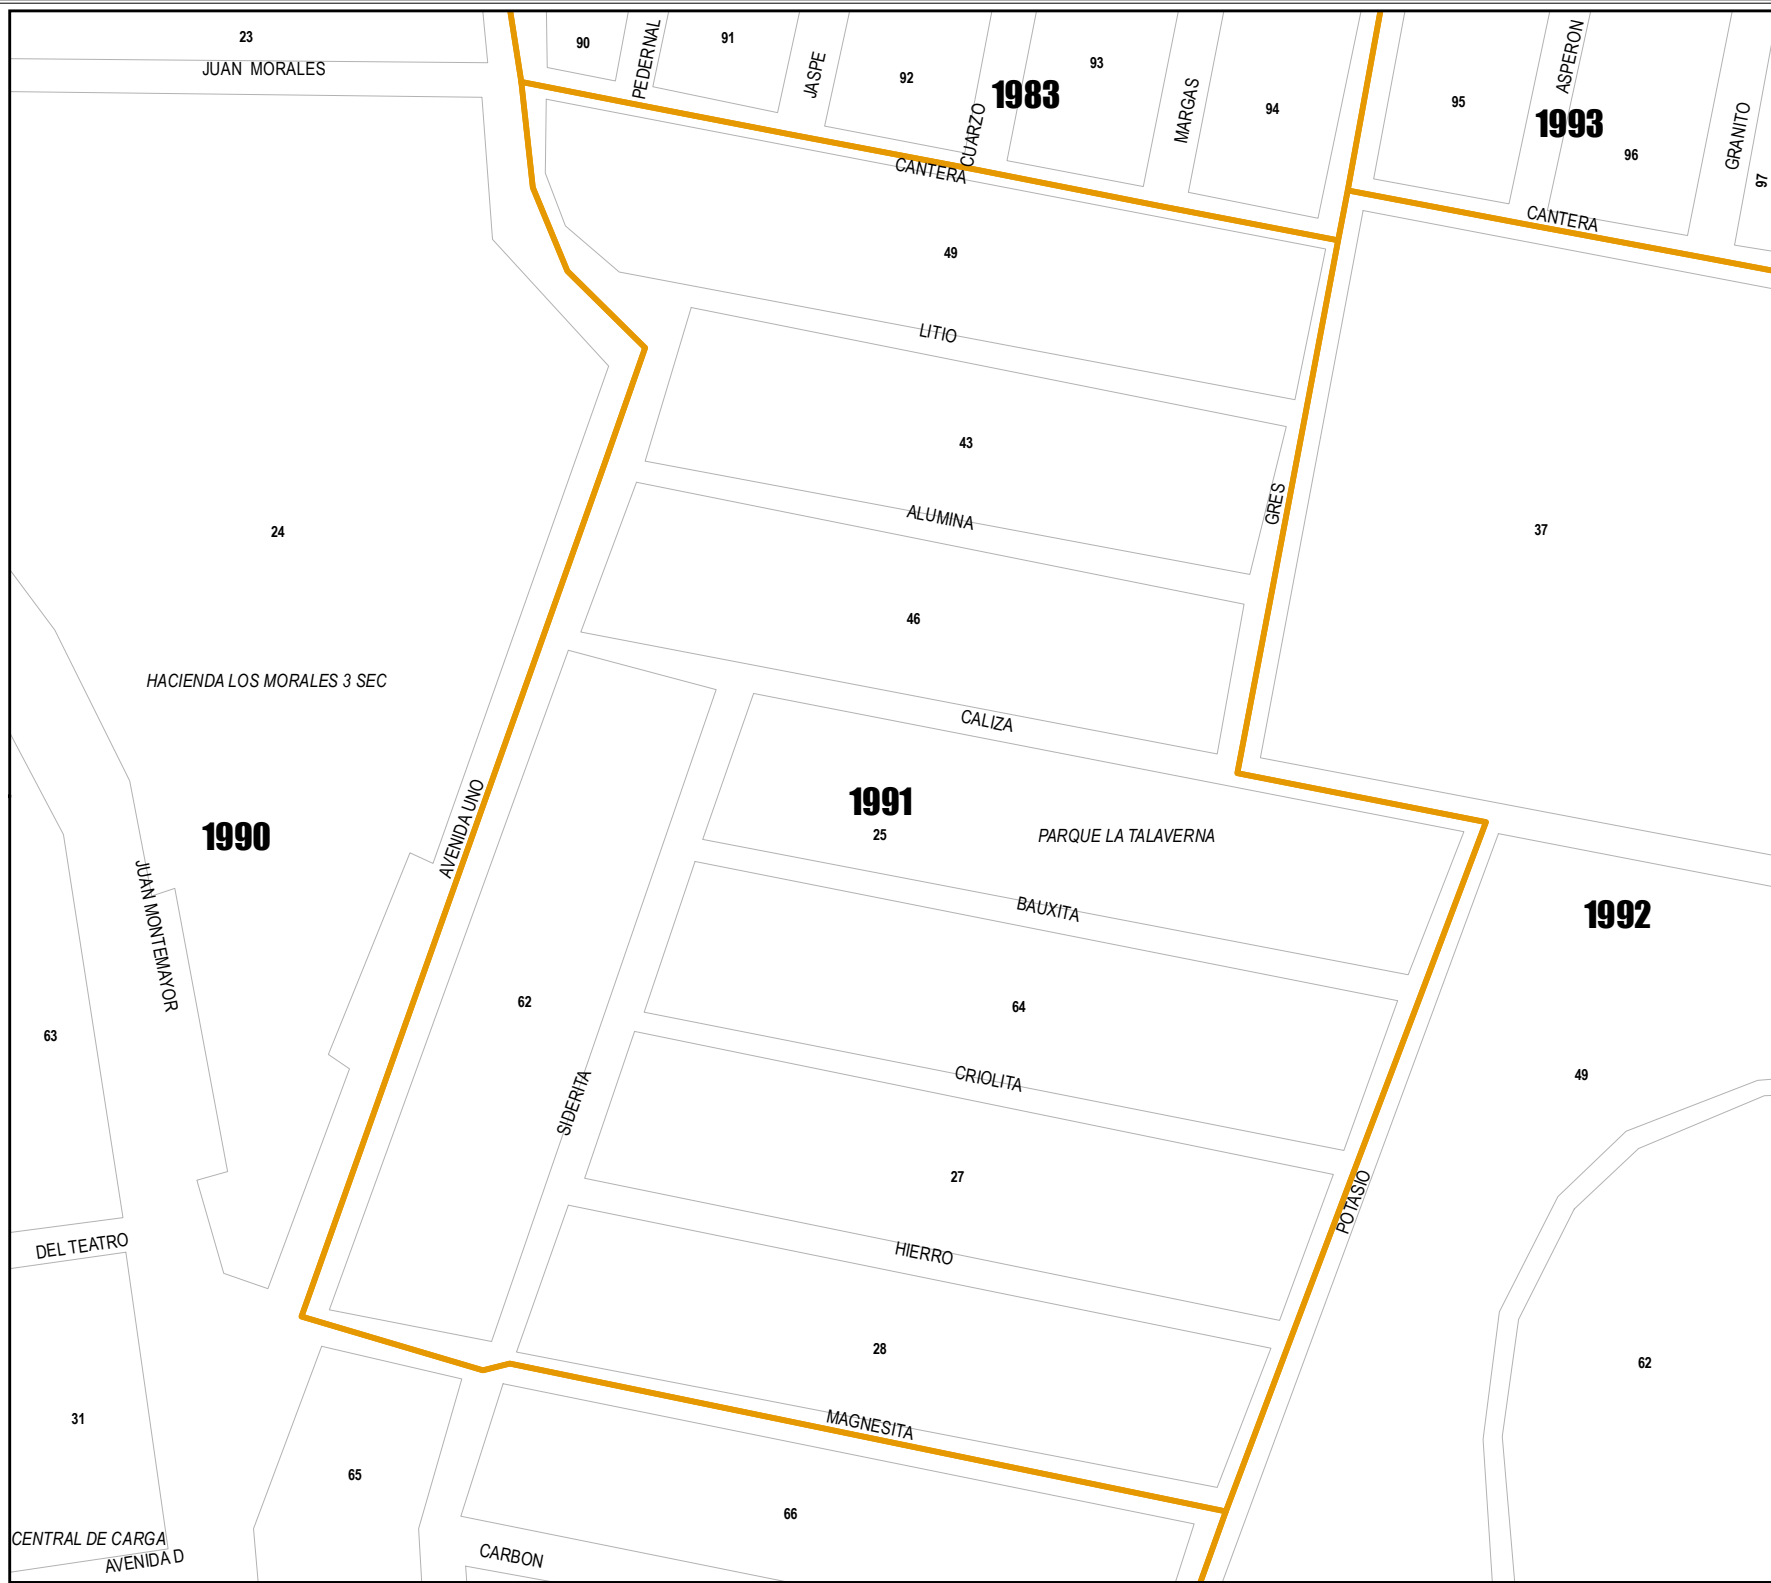 23
JUAN MORALES
90
PEDERNAL
91
JASPE
92
CUARZO
1983
93
MARGAS
94
95
ASPERON
1993
96
GRANITO
97
CANTERA
CANTERA
49
LITIO
43
GRES
37
ALUMINA
24
46
HACIENDA LOS MORALES 3 SEC
CALIZA
1991
25
PARQUE LA TALAVERNA
1990
AVENIDA UNO
JUAN MONTEMAYOR
BAUXITA
1992
62
64
63
CRIOLITA
49
SIDERITA
27
POTASIO
DEL TEATRO
HIERRO
28
62
31
MAGNESITA
65
66
CENTRAL DE CARGA
AVENIDA D
CARBON